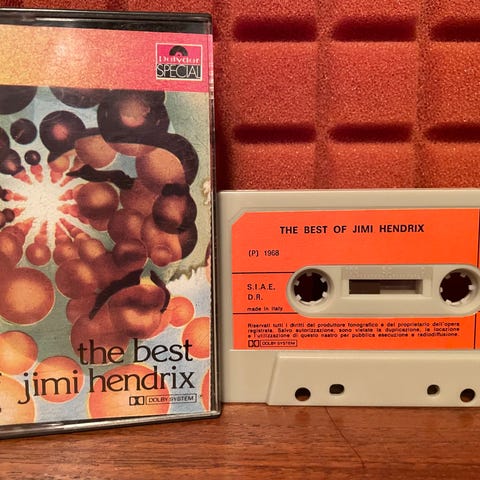 Polydor
SPECIAL
the best
jimi hendrix
DOLBY SYSTEM
THE BEST OF JIMI HENDRIX
(P) 1968
S.I.A.E.
D.R.
made in Italy
Riservati tutti i diritti del produttore fonografico e del proprietario dell'opera
registrata. Salvo autorizzazione, sono vietate la duplicazione, la locazione
e l'utilizzazione di questo nastro per pubblica esecuzione e radiodiffusione.
DOLBY SYSTEM